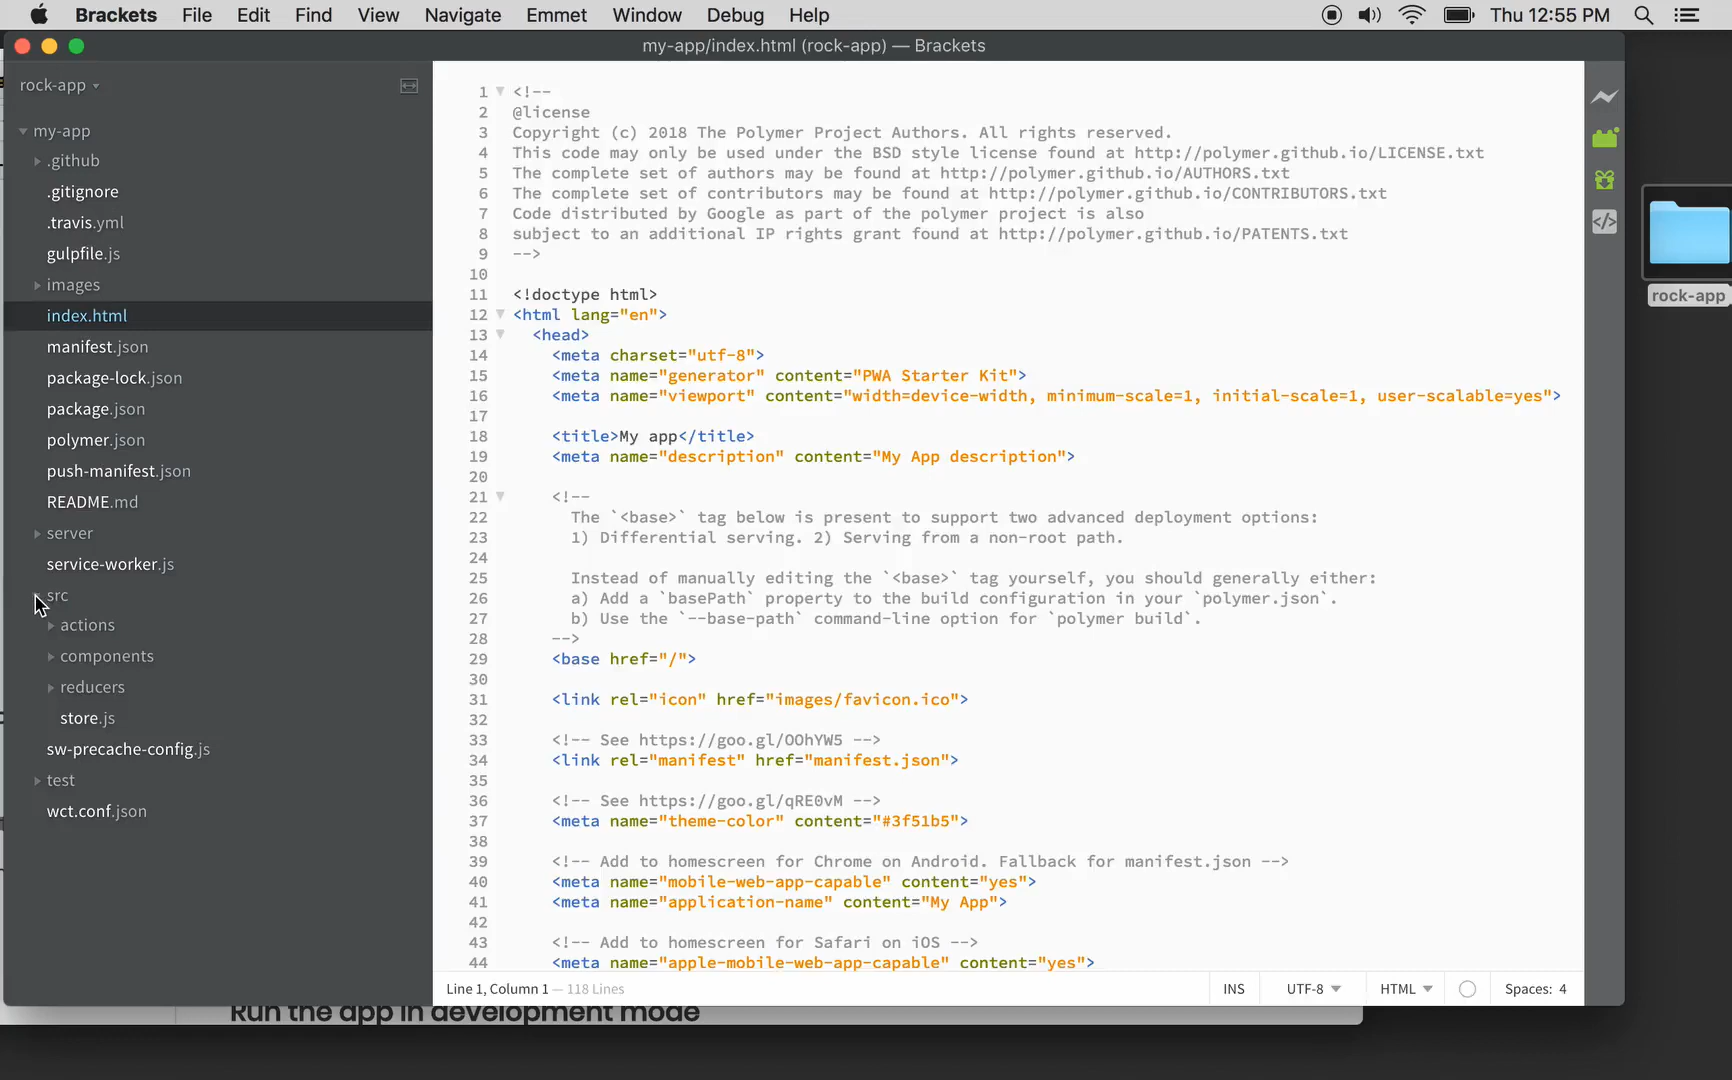 Brackets File Edit Find View Navigate Emmet Window Debug Help Thu 12:55 PM
my-app/index.html (rock-app) — Brackets
rock-app
my-app
.github
.gitignore
.travis.yml
gulpfile.js
images
index.html
manifest.json
package-lock.json
package.json
polymer.json
push-manifest.json
README.md
server
service-worker.js
src
actions
components
reducers
store.js
sw-precache-config.js
test
wct.conf.json
1 <!--
2 @license
3 Copyright (c) 2018 The Polymer Project Authors. All rights reserved.
4 This code may only be used under the BSD style license found at http://polymer.github.io/LICENSE.txt
5 The complete set of authors may be found at http://polymer.github.io/AUTHORS.txt
6 The complete set of contributors may be found at http://polymer.github.io/CONTRIBUTORS.txt
7 Code distributed by Google as part of the polymer project is also
8 subject to an additional IP rights grant found at http://polymer.github.io/PATENTS.txt
9 -->
10
11 <!doctype html>
12 <html lang="en">
13 <head>
14 <meta charset="utf-8">
15 <meta name="generator" content="PWA Starter Kit">
16 <meta name="viewport" content="width=device-width, minimum-scale=1, initial-scale=1, user-scalable=yes">
17
18 <title>My app</title>
19 <meta name="description" content="My App description">
20
21 <!--
22 The `<base>` tag below is present to support two advanced deployment options:
23 1) Differential serving. 2) Serving from a non-root path.
24
25 Instead of manually editing the `<base>` tag yourself, you should generally either:
26 a) Add a `basePath` property to the build configuration in your `polymer.json`.
27 b) Use the `--base-path` command-line option for `polymer build`.
28 -->
29 <base href="/">
30
31 <link rel="icon" href="images/favicon.ico">
32
33 <!-- See https://goo.gl/OOhYW5 -->
34 <link rel="manifest" href="manifest.json">
35
36 <!-- See https://goo.gl/qRE0vM -->
37 <meta name="theme-color" content="#3f51b5">
38
39 <!-- Add to homescreen for Chrome on Android. Fallback for manifest.json -->
40 <meta name="mobile-web-app-capable" content="yes">
41 <meta name="application-name" content="My App">
42
43 <!-- Add to homescreen for Safari on iOS -->
44 <meta name="apple-mobile-web-app-capable" content="yes">
Line 1, Column 1 — 118 Lines INS UTF-8 HTML Spaces: 4
rock-app
Run the app in development mode